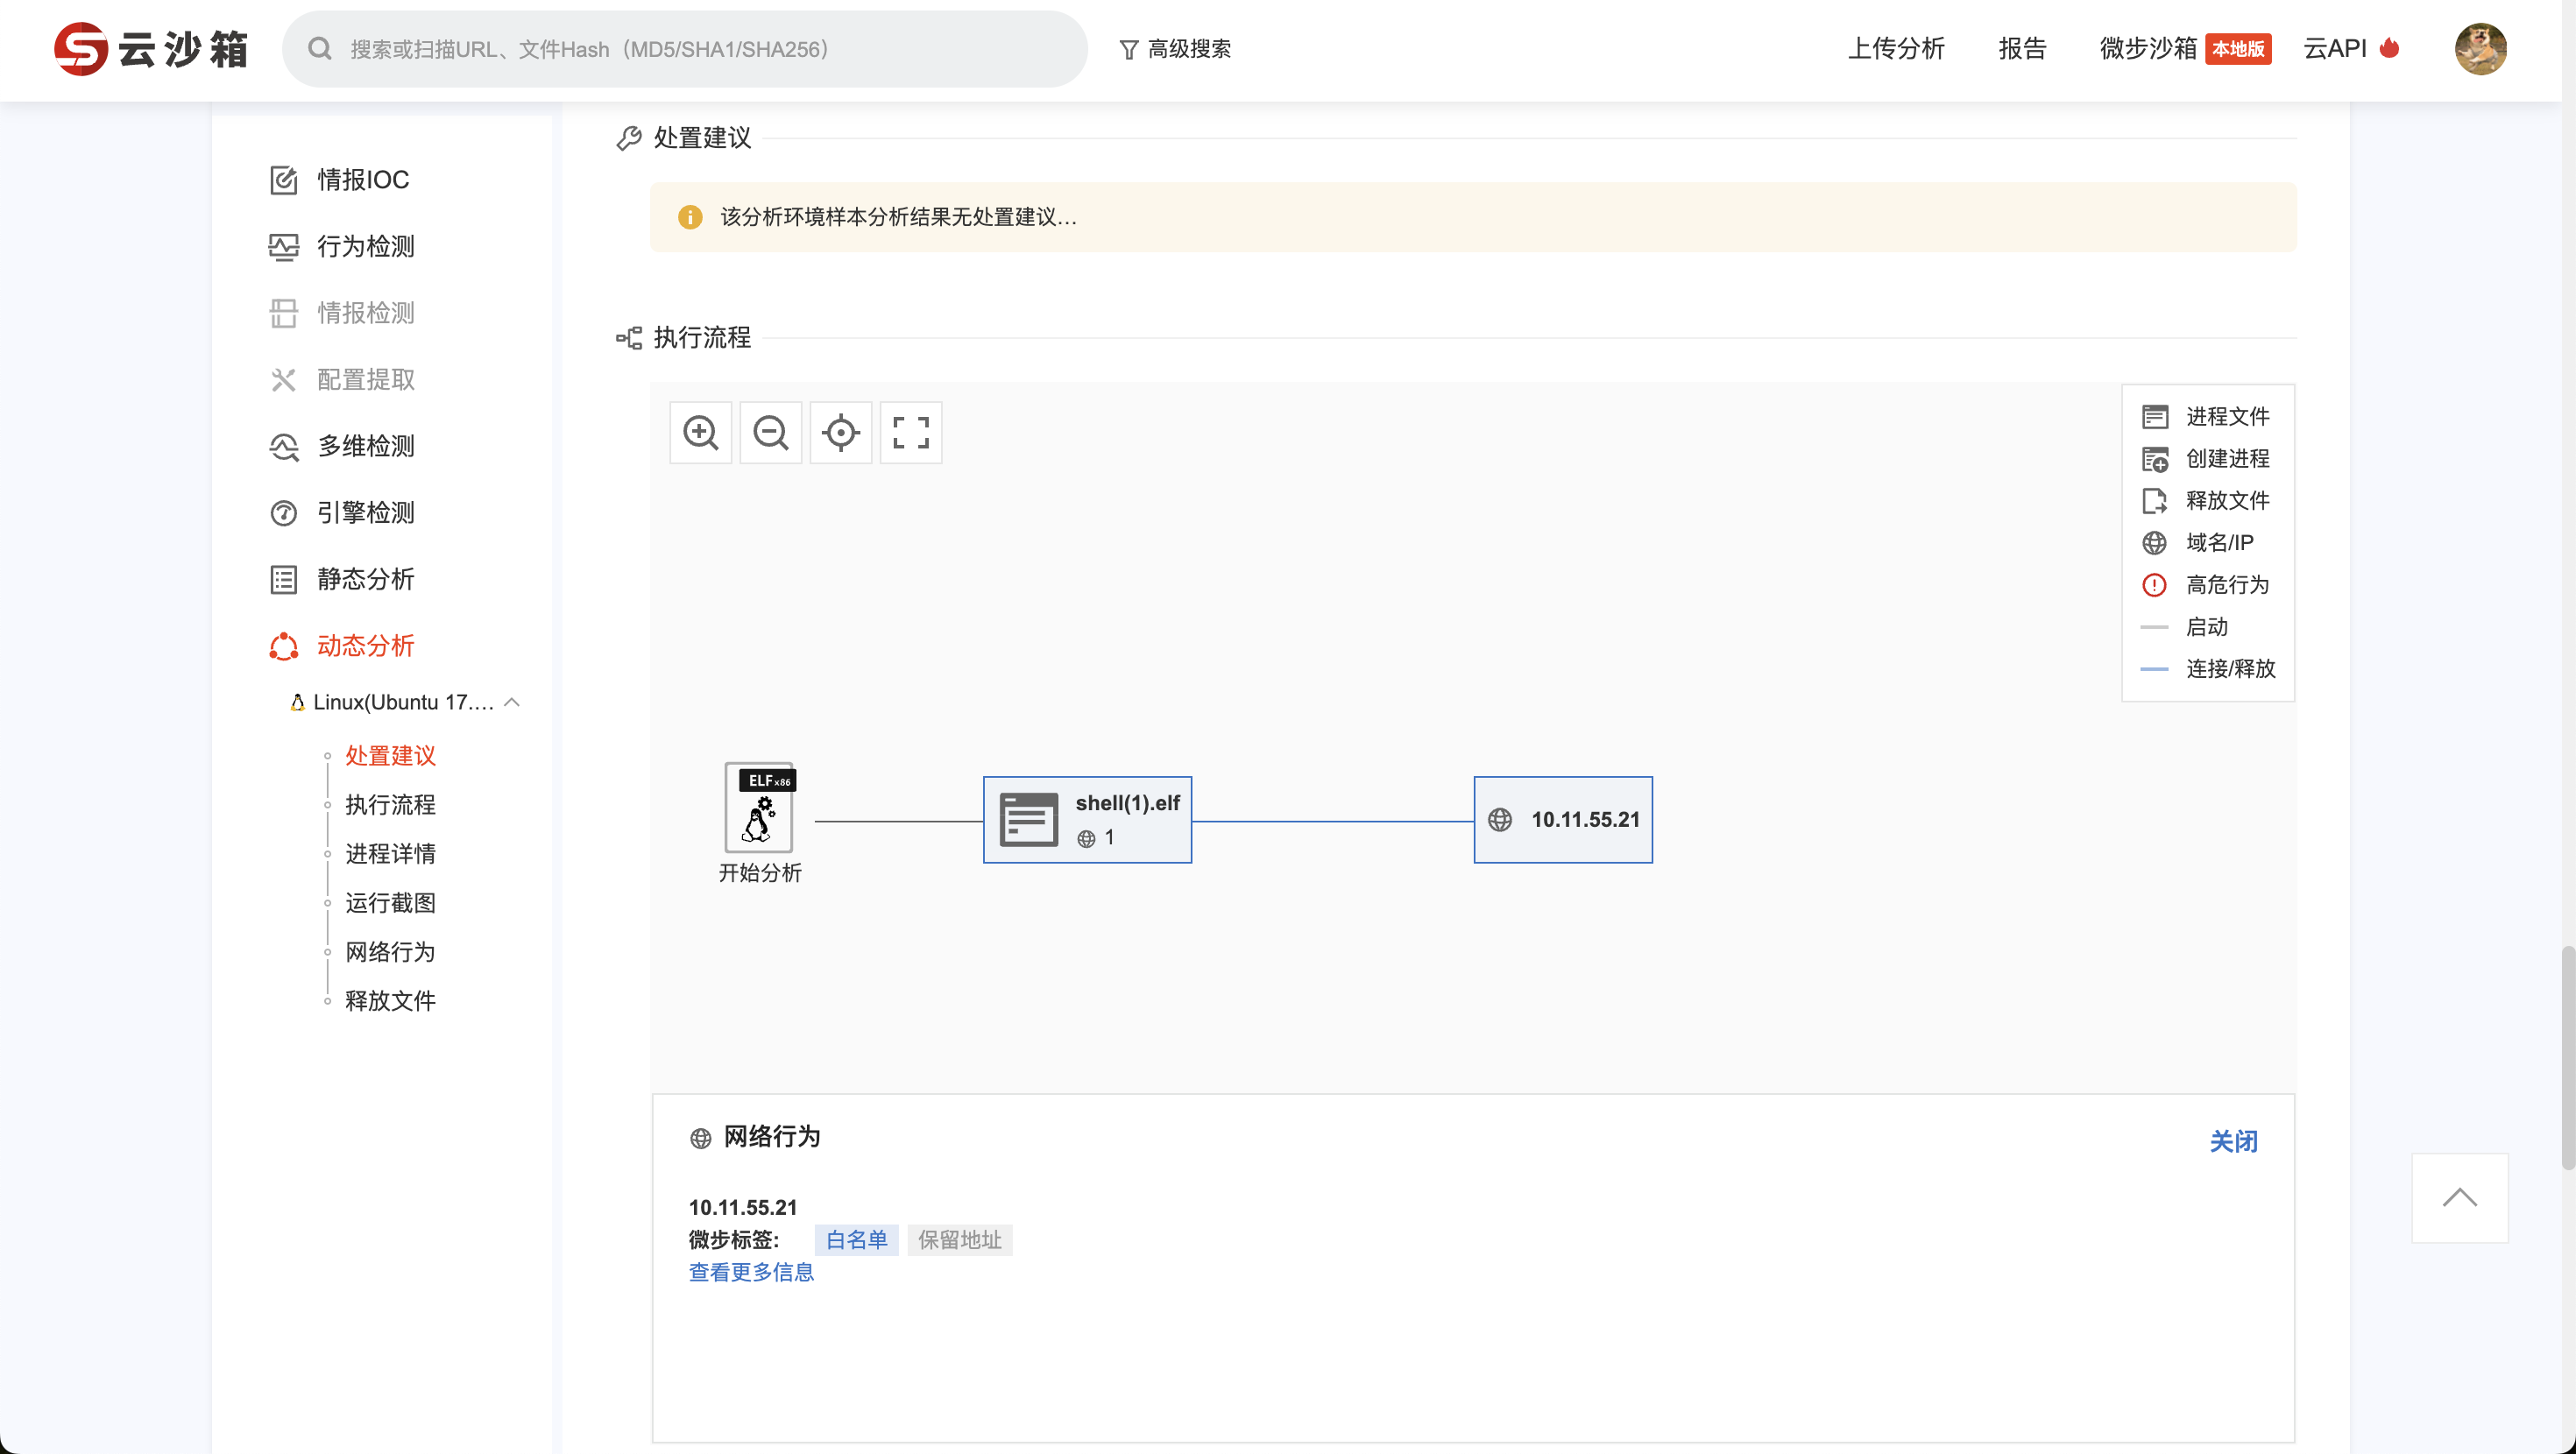 云沙箱
搜索或扫描URL、文件Hash（MD5/SHA1/SHA256）
高级搜索
上传分析
报告
微步沙箱 本地版
云API
情报IOC
行为检测
情报检测
配置提取
多维检测
引擎检测
静态分析
动态分析
Linux(Ubuntu 17....
处置建议
执行流程
进程详情
运行截图
网络行为
释放文件
处置建议
该分析环境样本分析结果无处置建议...
执行流程
进程文件
创建进程
释放文件
域名/IP
高危行为
启动
连接/释放
ELFx86
开始分析
shell(1).elf
1
10.11.55.21
网络行为
关闭
10.11.55.21
微步标签: 白名单 保留地址
查看更多信息